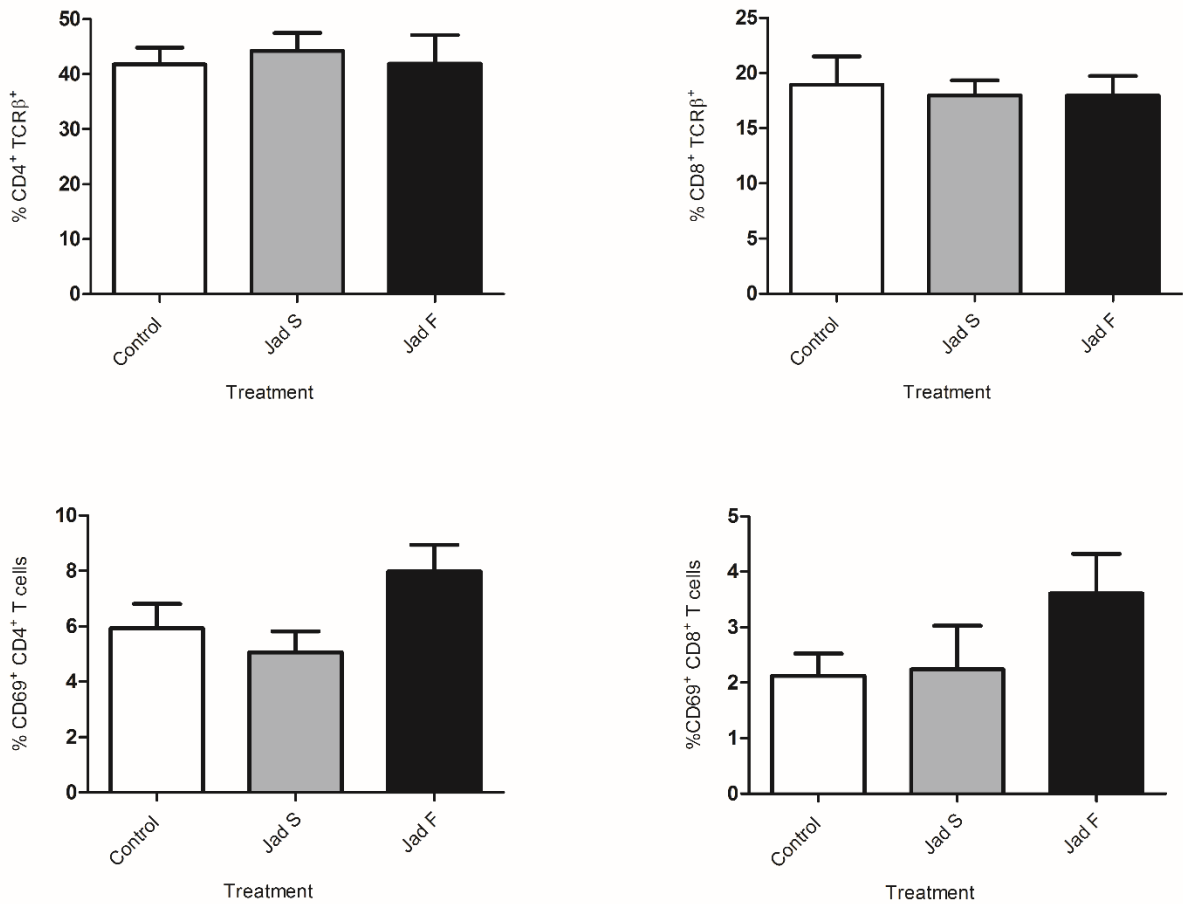 % CD4+ TCRβ+
50
40
30
20
10
0
Control
Jad S
Jad F
Treatment
% CD8+ TCRβ+
25
20
15
10
5
0
Control
Jad S
Jad F
Treatment
% CD69+ CD4+ T cells
10
8
6
4
2
0
Control
Jad S
Jad F
Treatment
%CD69+ CD8+ T cells
5
4
3
2
1
0
Control
Jad S
Jad F
Treatment